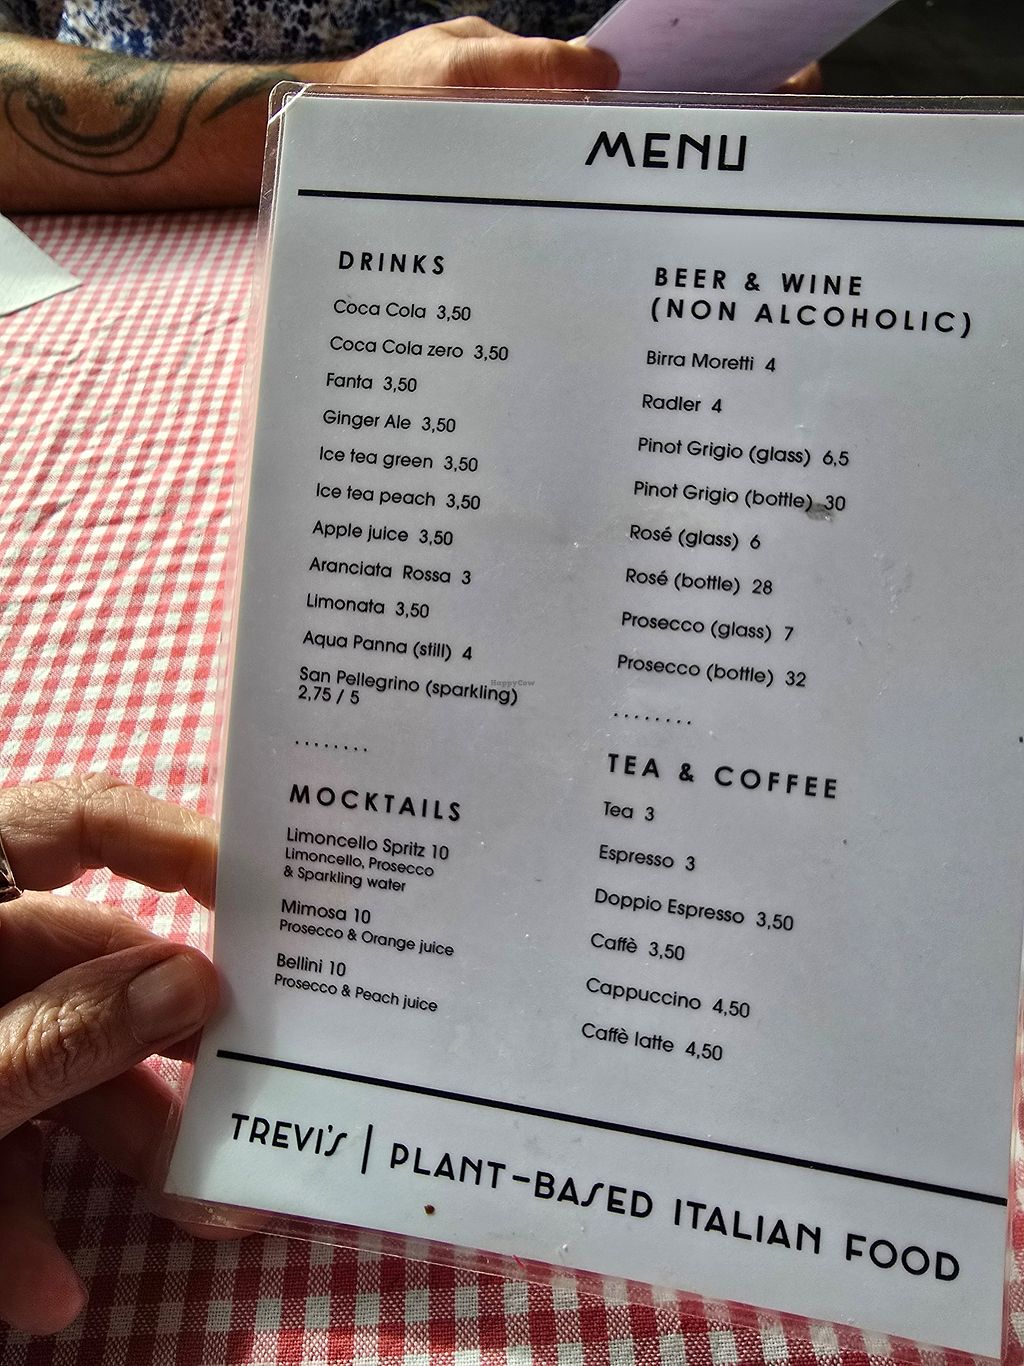 MENU
DRINKS
Coca Cola 3,50
Coca Cola zero 3,50
Fanta 3,50
Ginger Ale 3,50
Ice tea green 3,50
Ice tea peach 3,50
Apple juice 3,50
Aranciata Rossa 3
Limonata 3,50
Aqua Panna (still) 4
San Pellegrino (sparkling)
2,75 / 5
........
MOCKTAILS
Limoncello Spritz 10
Limoncello, Prosecco
& Sparkling water
Mimosa 10
Prosecco & Orange juice
Bellini 10
Prosecco & Peach juice
BEER & WINE
(NON ALCOHOLIC)
Birra Moretti 4
Radler 4
Pinot Grigio (glass) 6,5
Pinot Grigio (bottle) 30
Rosé (glass) 6
Rosé (bottle) 28
Prosecco (glass) 7
Prosecco (bottle) 32
........
TEA & COFFEE
Tea 3
Espresso 3
Doppio Espresso 3,50
Caffè 3,50
Cappuccino 4,50
Caffè latte 4,50
TREVI'S | PLANT-BASED ITALIAN FOOD
HappyCow